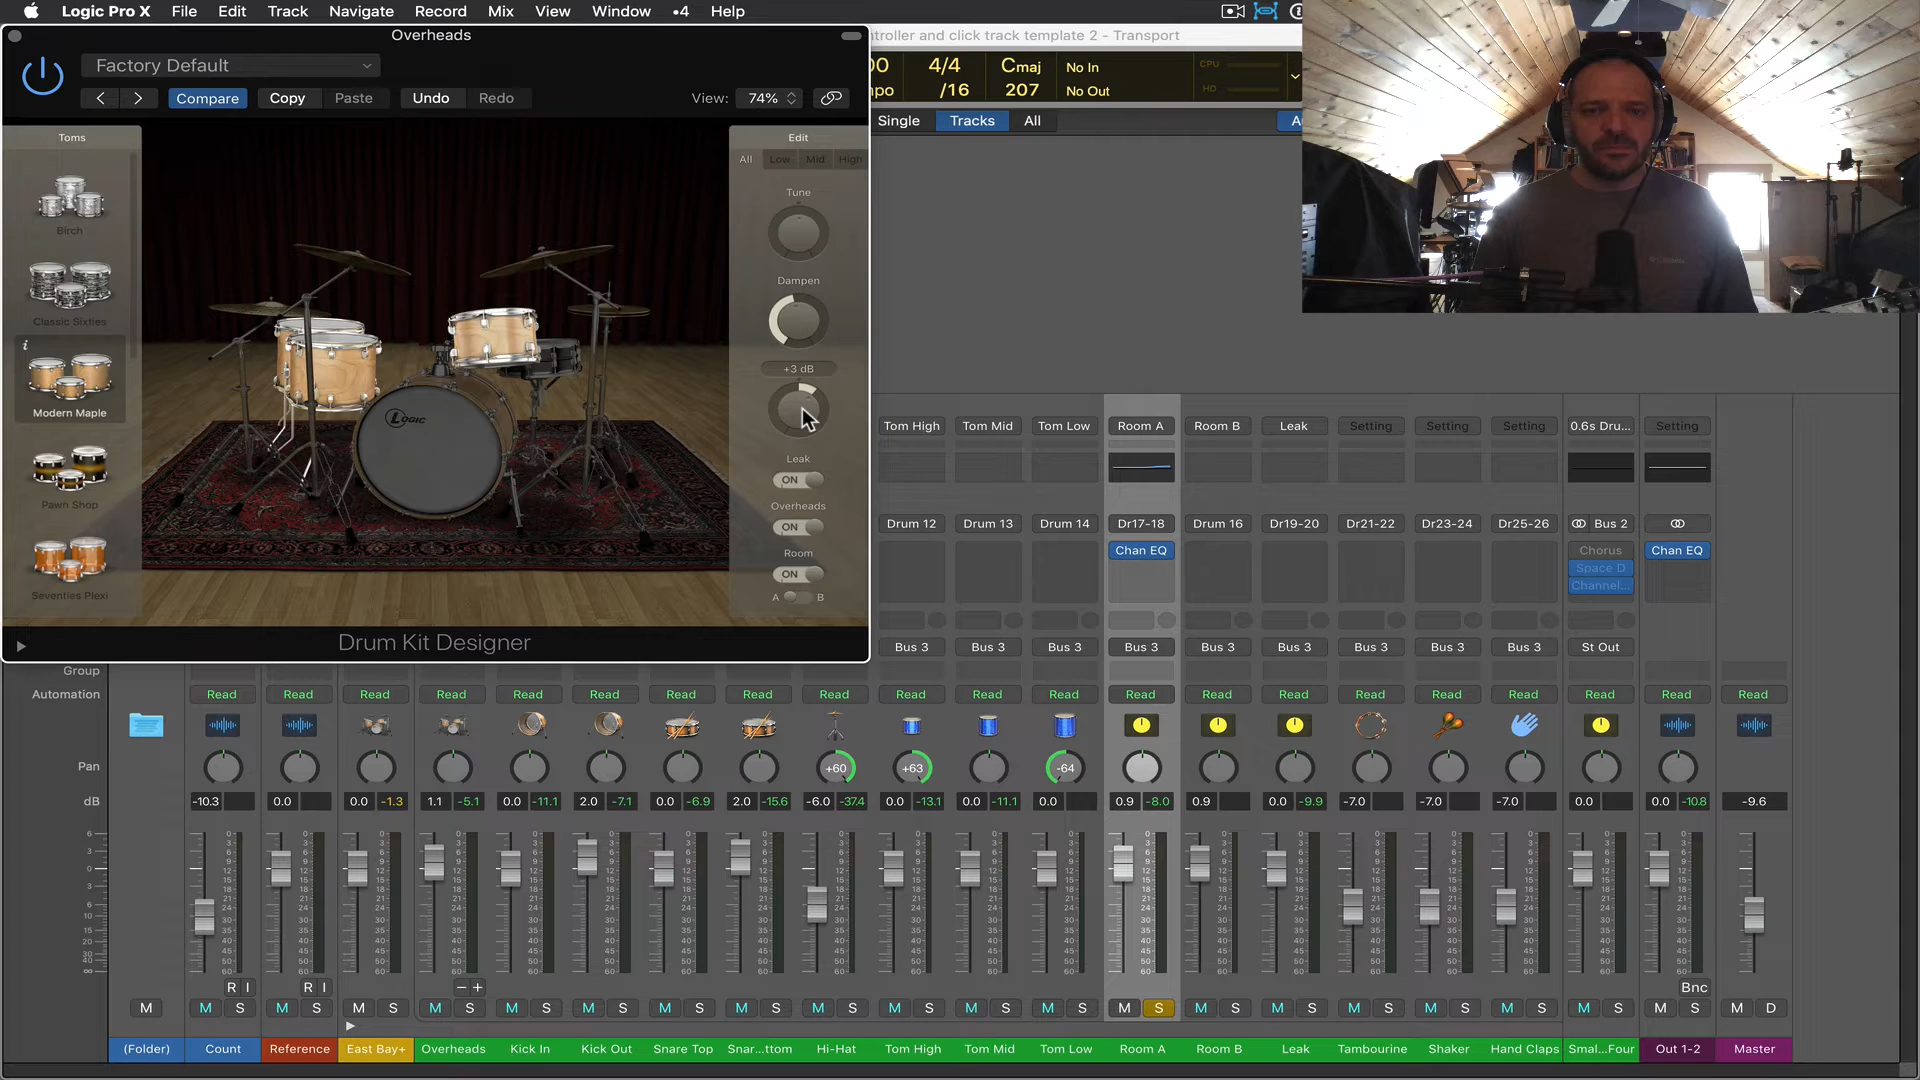 Logic Pro X File Edit Track Navigate Record Mix View Window •4 Help
Overheads
ntroller and click track template 2 - Transport
Factory Default
Compare Copy Paste Undo Redo View: 74%
00 4/4 Cmaj No In CPU
npo /16 207 No Out HD
Single Tracks All
Toms
Birch
Classic Sixties
i
Modern Maple
Pawn Shop
Seventies Plexi
LOGIC
Edit
All Low Mid High
Tune
Dampen
+3 dB
Leak
ON
Overheads
ON
Room
ON
A B
Drum Kit Designer
Tom High Tom Mid Tom Low Room A Room B Leak Setting Setting Setting 0.6s Dru... Setting
Drum 12 Drum 13 Drum 14 Dr17-18 Drum 16 Dr19-20 Dr21-22 Dr23-24 Dr25-26 Bus 2
Chan EQ Chorus Chan EQ
Space D
Channel...
Bus 3 Bus 3 Bus 3 Bus 3 Bus 3 Bus 3 Bus 3 Bus 3 Bus 3 St Out
Group
Automation Read Read Read Read Read Read Read Read Read Read Read Read Read Read Read Read Read Read Read Read Read
Pan +60 +63 -64
dB -10.3 0.0 0.0 -1.3 1.1 -5.1 0.0 -11.1 2.0 -7.1 0.0 -6.9 2.0 -15.6 -6.0 -37.4 0.0 -13.1 0.0 -11.1 0.0 0.9 -8.0 0.9 0.0 -9.9 -7.0 -7.0 -7.0 0.0 0.0 -10.8 -9.6
R I R I − + Bnc
M M S M S M S M S M S M S M S M S M S M S M S M S M S M S M S M S M S M S M S M S M D
(Folder) Count Reference East Bay+ Overheads Kick In Kick Out Snare Top Snar...ttom Hi-Hat Tom High Tom Mid Tom Low Room A Room B Leak Tambourine Shaker Hand Claps Smal...Four Out 1-2 Master